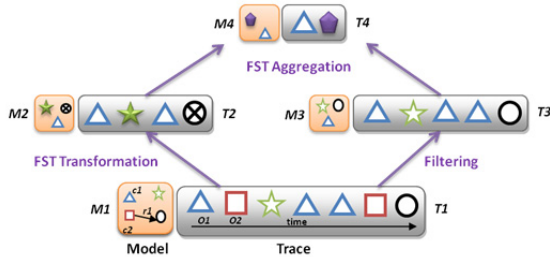 M4 T4
FST Aggregation
M2 T2 M3 T3
FST Transformation Filtering
M1 c1 r1 c2 T1
O1 O2 time
Model Trace